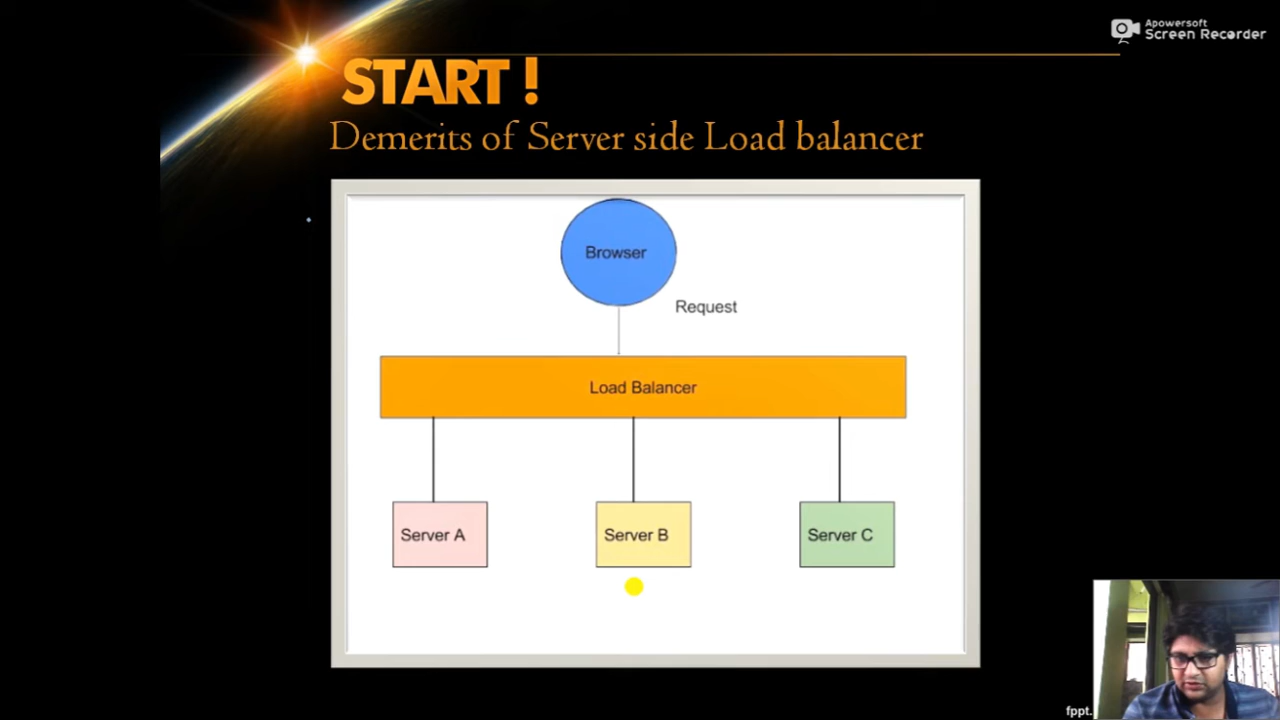 Apowersoft
Screen Recorder
START !
Demerits of Server side Load balancer
Browser
Request
Load Balancer
Server A
Server B
Server C
fppt.